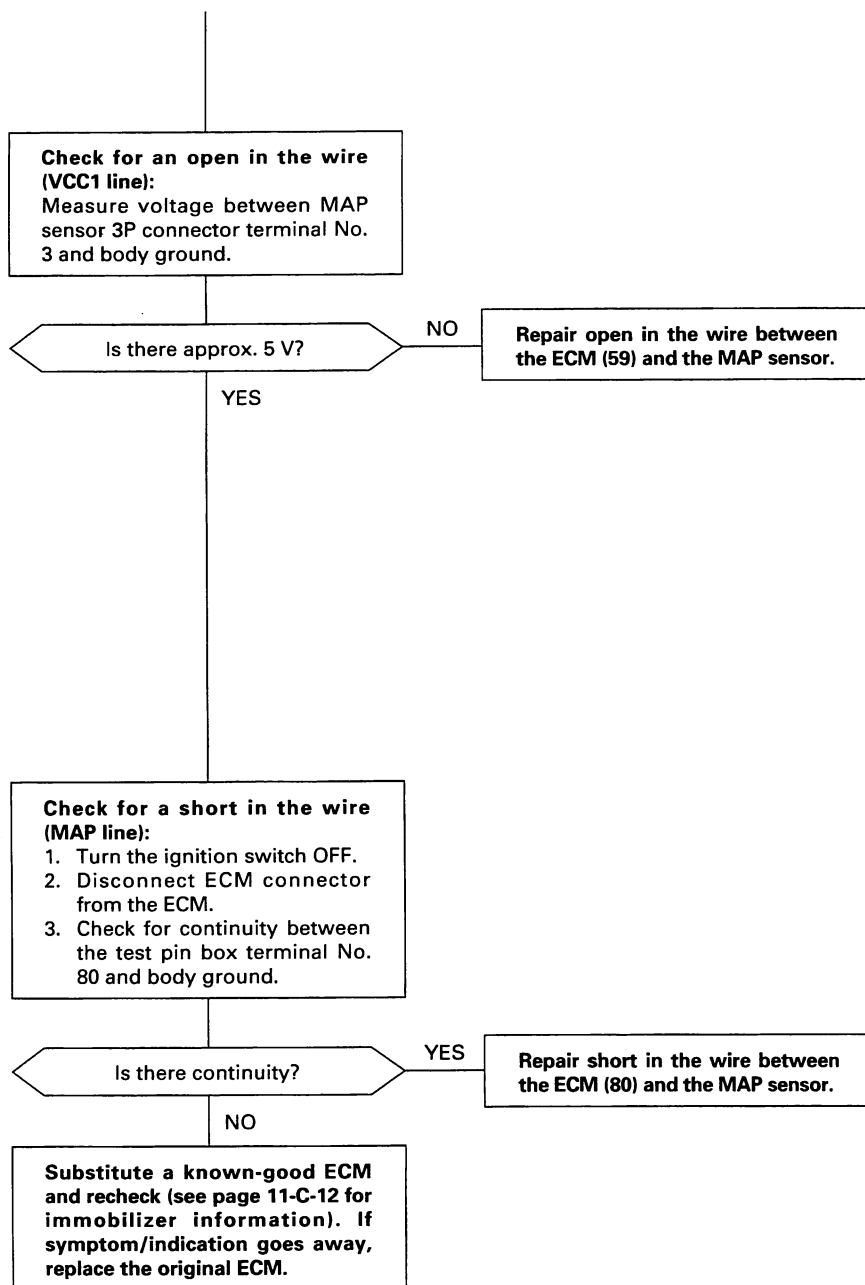 Check for an open in the wire
(VCC1 line):
Measure voltage between MAP
sensor 3P connector terminal No.
3 and body ground.
Is there approx. 5 V?
NO
Repair open in the wire between
the ECM (59) and the MAP sensor.
YES
Check for a short in the wire
(MAP line):
1. Turn the ignition switch OFF.
2. Disconnect ECM connector
from the ECM.
3. Check for continuity between
the test pin box terminal No.
80 and body ground.
Is there continuity?
YES
Repair short in the wire between
the ECM (80) and the MAP sensor.
NO
Substitute a known-good ECM
and recheck (see page 11-C-12 for
immobilizer information). If
symptom/indication goes away,
replace the original ECM.